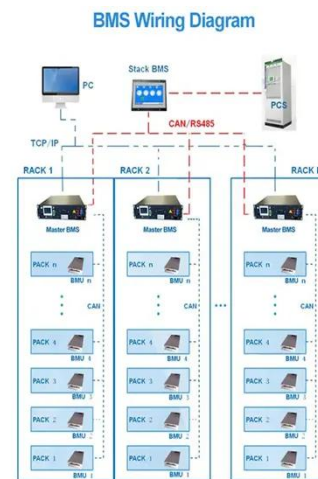 BMS Wiring Diagram
Stack BMS
PC
PCS
CAN/RS485
TCP/IP
RACK 1
RACK 2
RACK
Master BMS
Master BMS
Master BMS
PACK n
BMU n
PACK n
BMU n
PACK n
BMU n
CAN
CAN
CAN
PACK 4
BMU 4
PACK 4
BMU 4
PACK 4
BMU 4
PACK 3
BMU 3
PACK 3
BMU 3
PACK 3
BMU 3
PACK 2
BMU 2
PACK 2
BMU 2
PACK 2
BMU 2
PACK 1
BMU 1
PACK 1
BMU 1
PACK 1
BMU 1